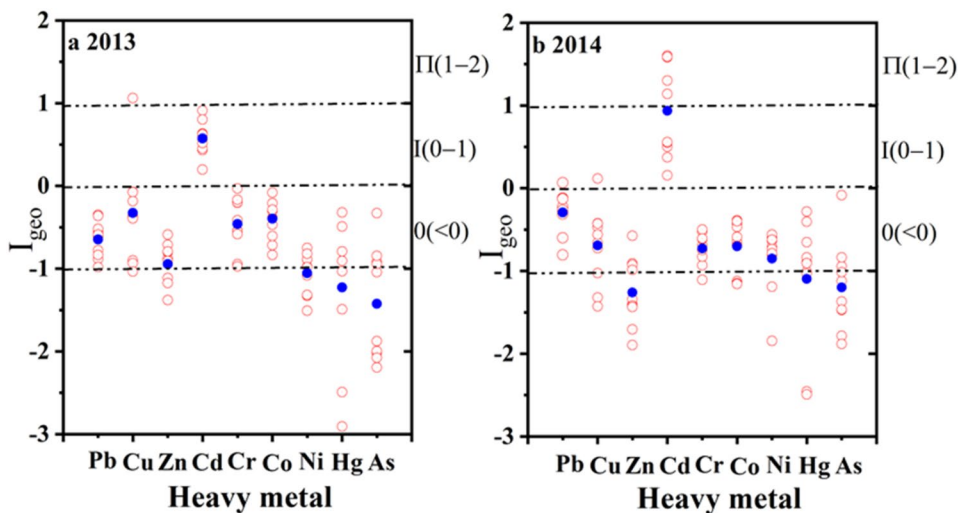 a 2013
2
1
0
-1
-2
-3
I_geo
Π(1–2)
I(0–1)
0(<0)
Pb Cu Zn Cd Cr Co Ni Hg As
Heavy metal
b 2014
2
1
0
-1
-2
-3
I_geo
Π(1–2)
I(0–1)
0(<0)
Pb Cu Zn Cd Cr Co Ni Hg As
Heavy metal